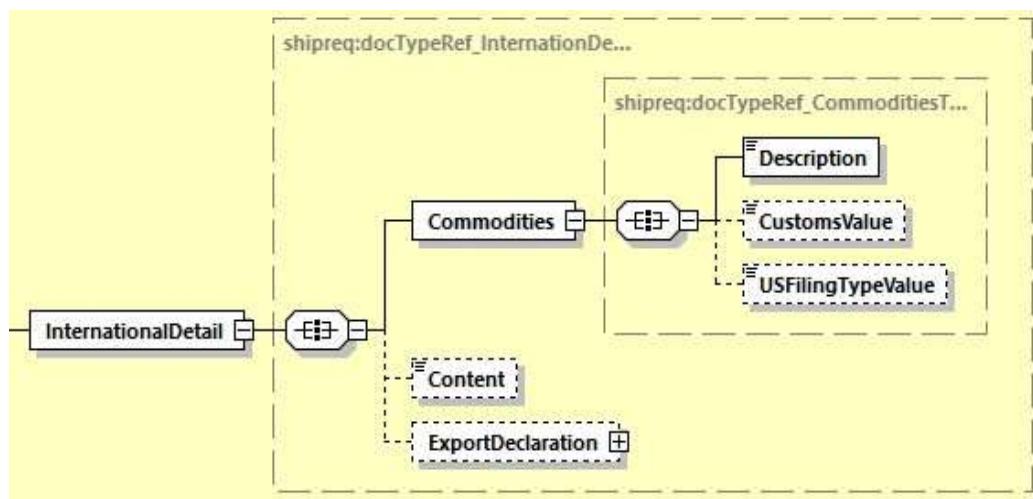 shipreq:docTypeRef_InternationDe...
shipreq:docTypeRef_CommoditiesT...
Description
Commodities
CustomsValue
USFilingTypeValue
InternationalDetail
Content
ExportDeclaration